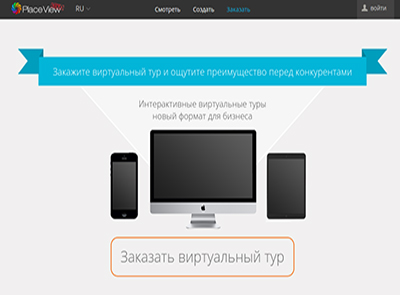 PlaceView
RU
Смотреть
Создать
Заказать
войти
Закажите виртуальный тур и ощутите преимущество перед конкурентами
Интерактивные виртуальные туры
новый формат для бизнеса
Заказать виртуальный тур